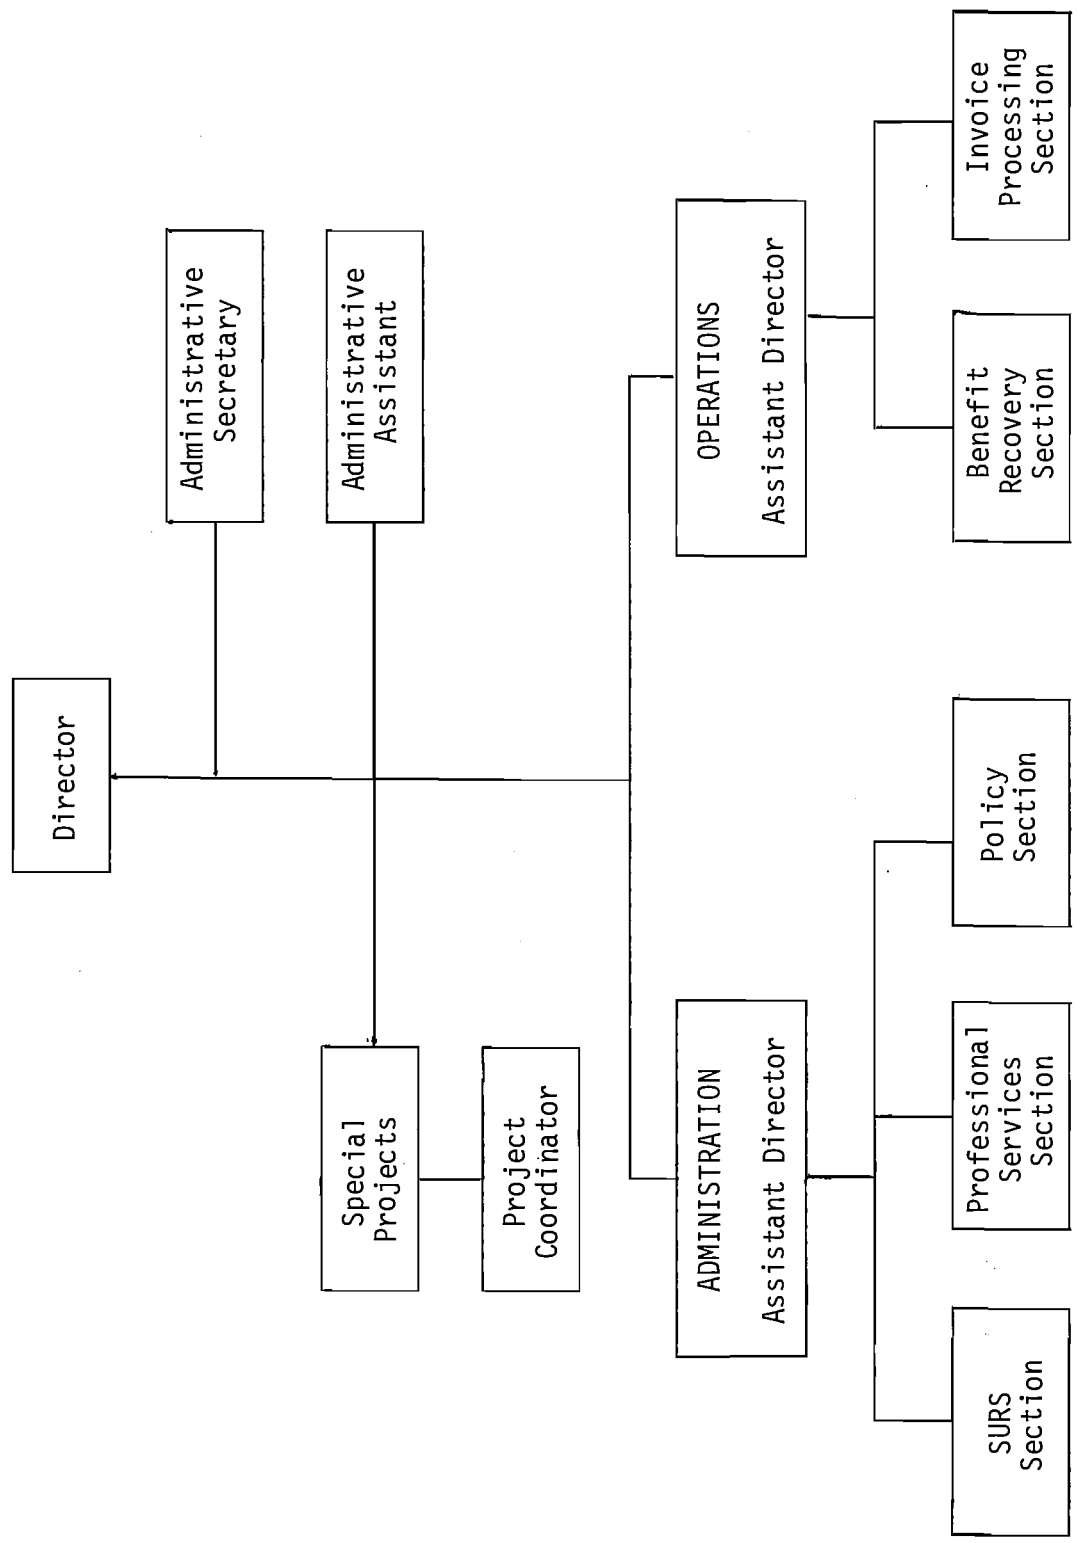 Director
Administrative
Secretary
Special
Projects
Administrative
Assistant
Project
Coordinator
ADMINISTRATION
Assistant Director
OPERATIONS
Assistant Director
SURS
Section
Professional
Services
Section
Policy
Section
Benefit
Recovery
Section
Invoice
Processing
Section